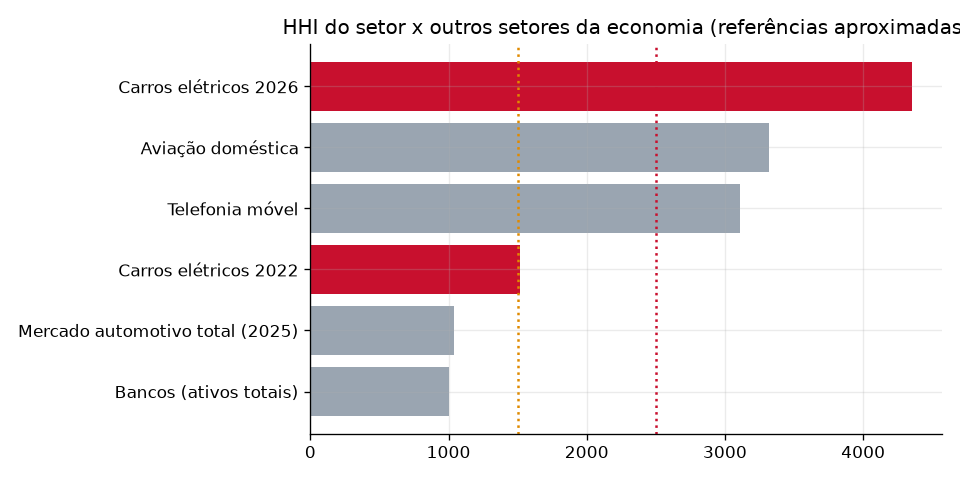 HHI do setor x outros setores da economia (referências aproximadas
Carros elétricos 2026
Aviação doméstica
Telefonia móvel
Carros elétricos 2022
Mercado automotivo total (2025)
Bancos (ativos totais)
0 1000 2000 3000 4000